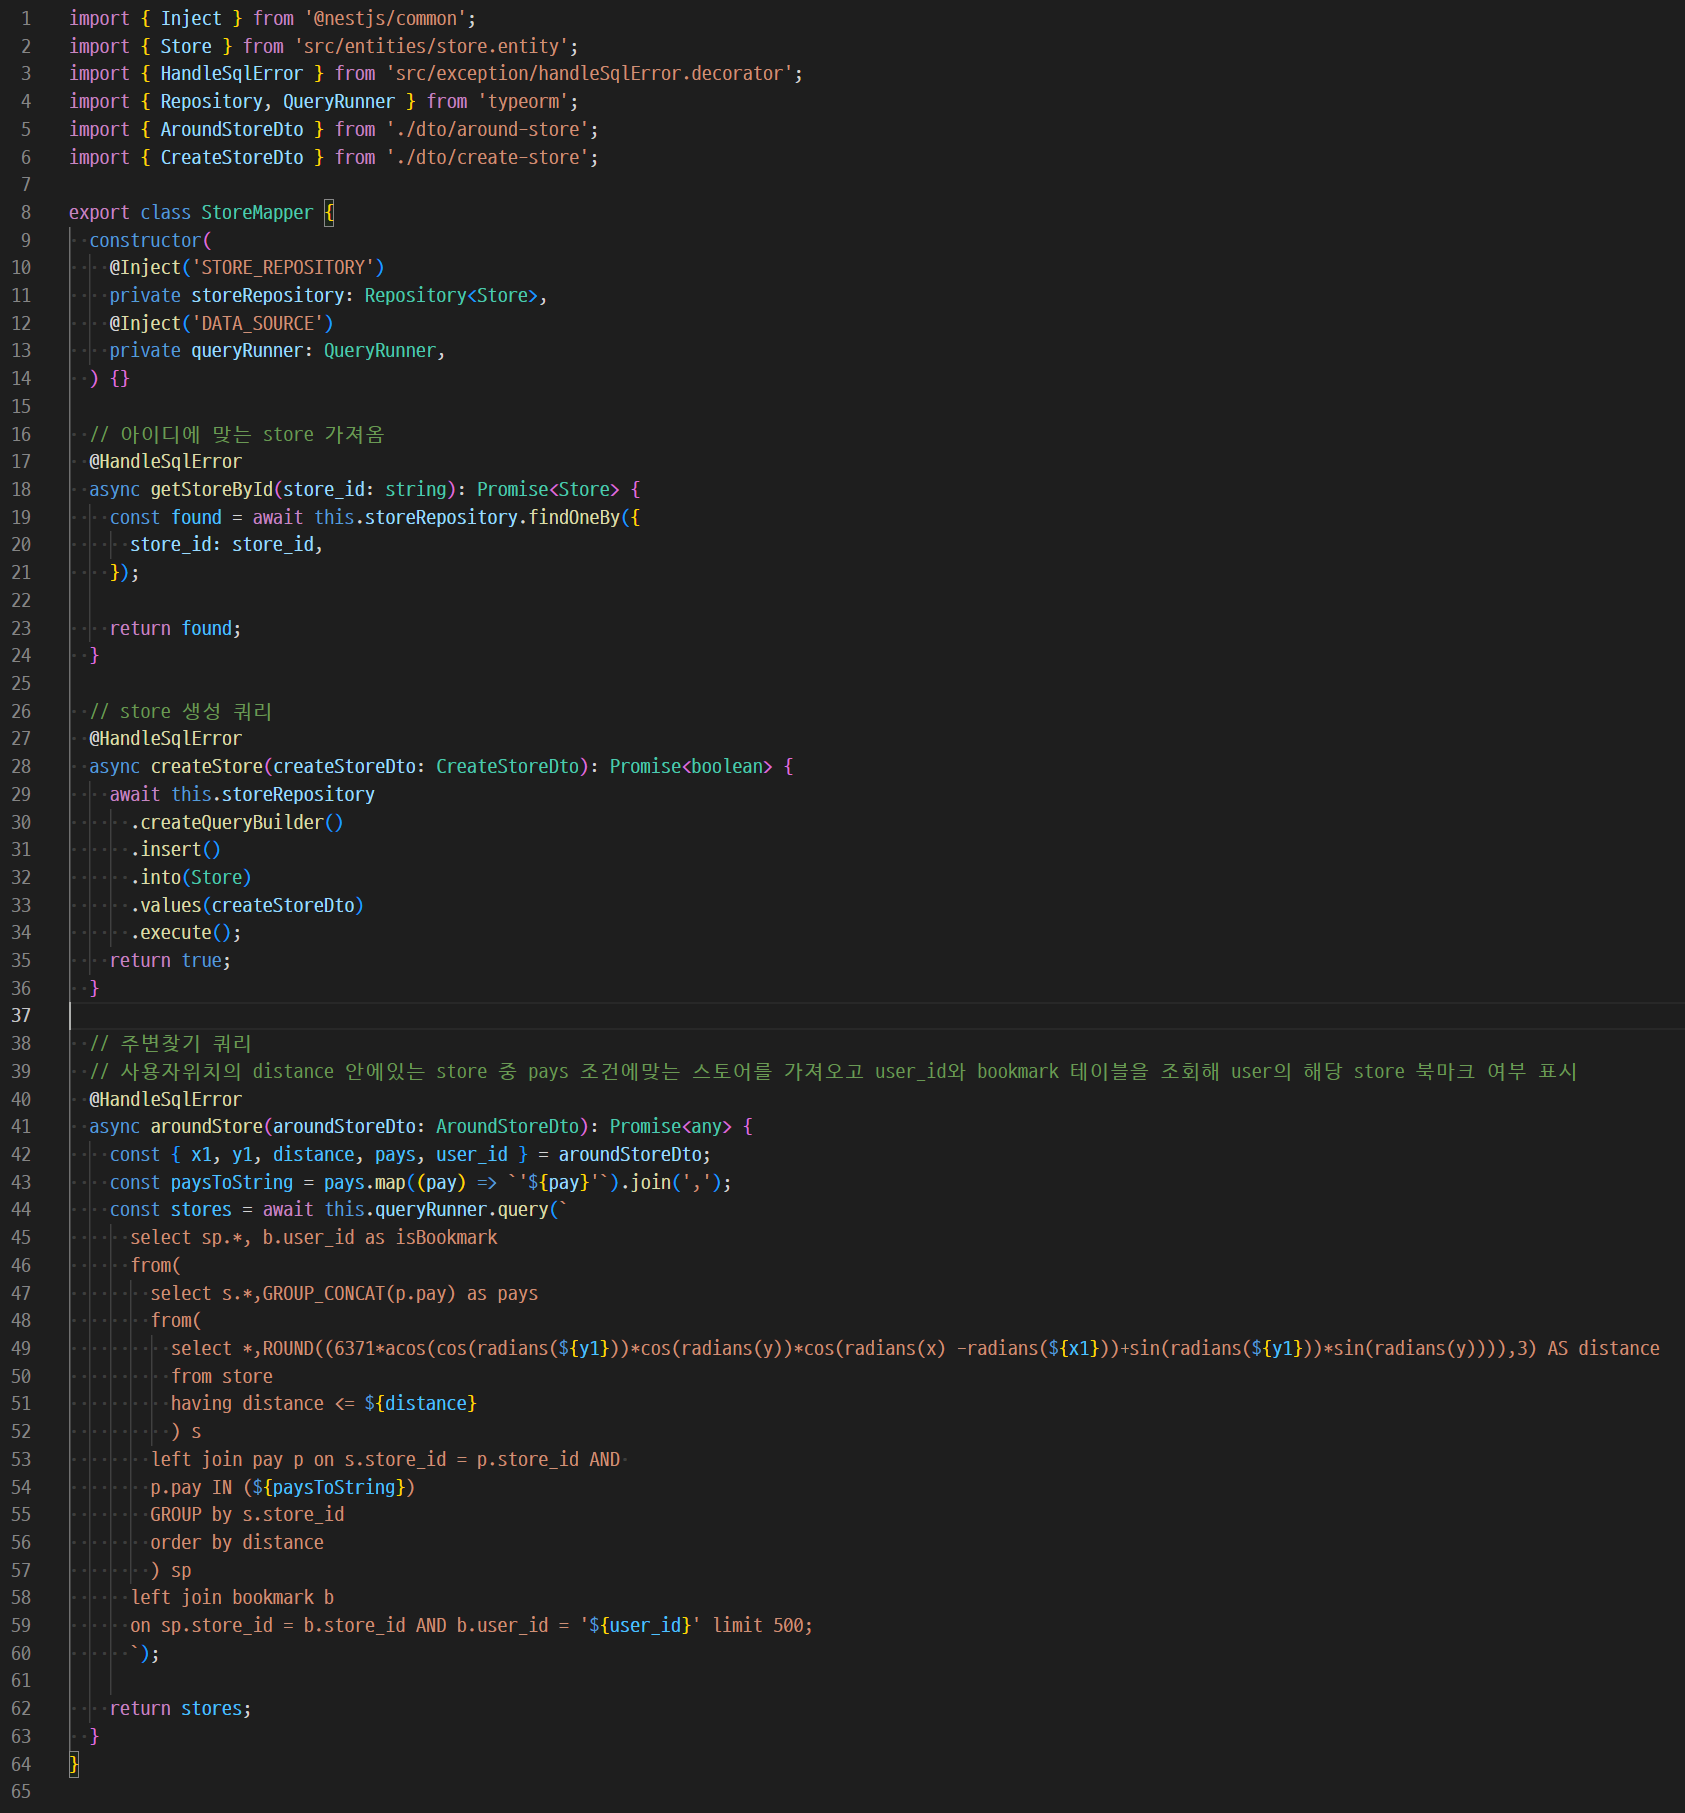 1 import { Inject } from '@nestjs/common';
2 import { Store } from 'src/entities/store.entity';
3 import { HandleSqlError } from 'src/exception/handleSqlError.decorator';
4 import { Repository, QueryRunner } from 'typeorm';
5 import { AroundStoreDto } from './dto/around-store';
6 import { CreateStoreDto } from './dto/create-store';
7
8 export class StoreMapper {
9   constructor(
10     @Inject('STORE_REPOSITORY')
11     private storeRepository: Repository<Store>,
12     @Inject('DATA_SOURCE')
13     private queryRunner: QueryRunner,
14   ) {}
15
16   // 아이디에 맞는 store 가져옴
17   @HandleSqlError
18   async getStoreById(store_id: string): Promise<Store> {
19     const found = await this.storeRepository.findOneBy({
20       store_id: store_id,
21     });
22
23     return found;
24   }
25
26   // store 생성 쿼리
27   @HandleSqlError
28   async createStore(createStoreDto: CreateStoreDto): Promise<boolean> {
29     await this.storeRepository
30       .createQueryBuilder()
31       .insert()
32       .into(Store)
33       .values(createStoreDto)
34       .execute();
35     return true;
36   }
37
38   // 주변찾기 쿼리
39   // 사용자위치의 distance 안에있는 store 중 pays 조건에맞는 스토어를 가져오고 user_id와 bookmark 테이블을 조회해 user의 해당 store 북마크 여부 표시
40   @HandleSqlError
41   async aroundStore(aroundStoreDto: AroundStoreDto): Promise<any> {
42     const { x1, y1, distance, pays, user_id } = aroundStoreDto;
43     const paysToString = pays.map((pay) => `'${pay}'`).join(',');
44     const stores = await this.queryRunner.query(`
45       select sp.*, b.user_id as isBookmark
46       from(
47         select s.*,GROUP_CONCAT(p.pay) as pays
48         from(
49           select *,ROUND((6371*acos(cos(radians(${y1}))*cos(radians(y))*cos(radians(x) -radians(${x1}))+sin(radians(${y1}))*sin(radians(y)))),3) AS distance
50           from store
51           having distance <= ${distance}
52           ) s
53         left join pay p on s.store_id = p.store_id AND
54         p.pay IN (${paysToString})
55         GROUP by s.store_id
56         order by distance
57         ) sp
58       left join bookmark b
59       on sp.store_id = b.store_id AND b.user_id = '${user_id}' limit 500;
60       `);
61
62     return stores;
63   }
64 }
65